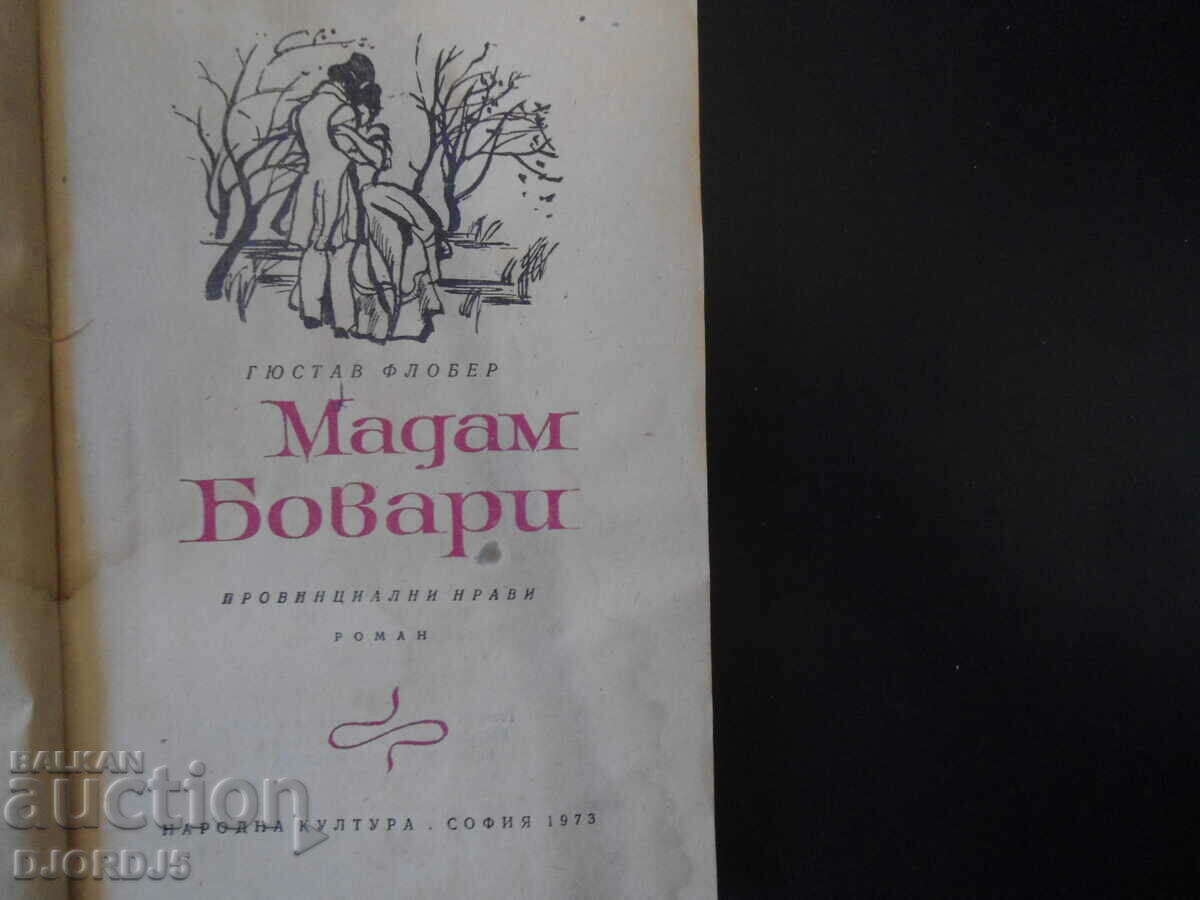 ГЮСТАВ ФЛОБЕР
Мадам
Бовари
ПРОВИНЦИАЛНИ НРАВИ
РОМАН
НАРОДНА КУЛТУРА . СОФИЯ 1973
BALKAN
auction
DJORDJ5